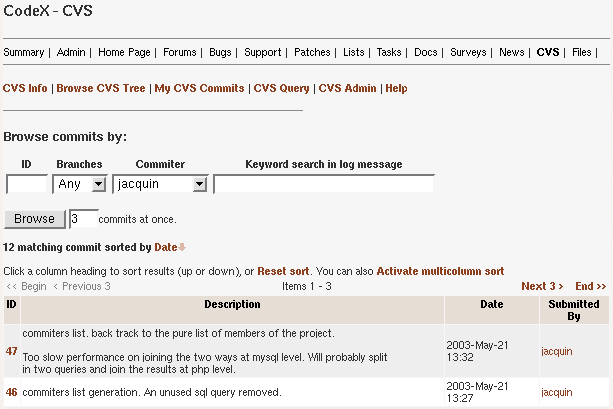 CodeX - CVS
Summary | Admin | Home Page | Forums | Bugs | Support | Patches | Lists | Tasks | Docs | Surveys | News | CVS | Files |
CVS Info | Browse CVS Tree | My CVS Commits | CVS Query | CVS Admin | Help
Browse commits by:
ID Branches Commiter Keyword search in log message
Any jacquin
Browse 3 commits at once.
12 matching commit sorted by Date
Click a column heading to sort results (up or down), or Reset sort. You can also Activate multicolumn sort
<< Begin < Previous 3 Items 1 - 3 Next 3 > End >>
ID Description Date Submitted By
47 commiters list. back track to the pure list of members of the project.
Too slow performance on joining the two ways at mysql level. Will probably split
in two queries and join the results at php level.
2003-May-21
13:32
jacquin
46 commiters list generation. An unused sql query removed.
2003-May-21
13:27
jacquin